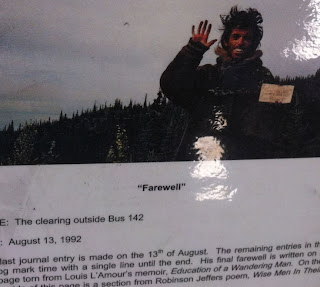 "Farewell"
E: The clearing outside Bus 142
: August 13, 1992
last journal entry is made on the 13th of August. The remaining entries in th
og mark time with a single line until the end. His final farewell is written on
page torn from Louis L'Amour's memoir, Education of a Wandering Man. On the
of this page is a section from Robinson Jeffers poem, Wise Men In Thei